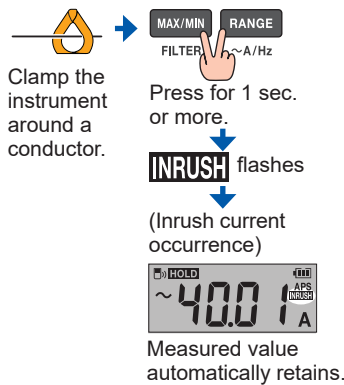 MAX/MIN RANGE
FILTER ~A/Hz
Clamp the
instrument
around a
conductor.
Press for 1 sec.
or more.
INRUSH flashes
(Inrush current
occurrence)
HOLD
APS
INRUSH
~40.01 A
Measured value
automatically retains.